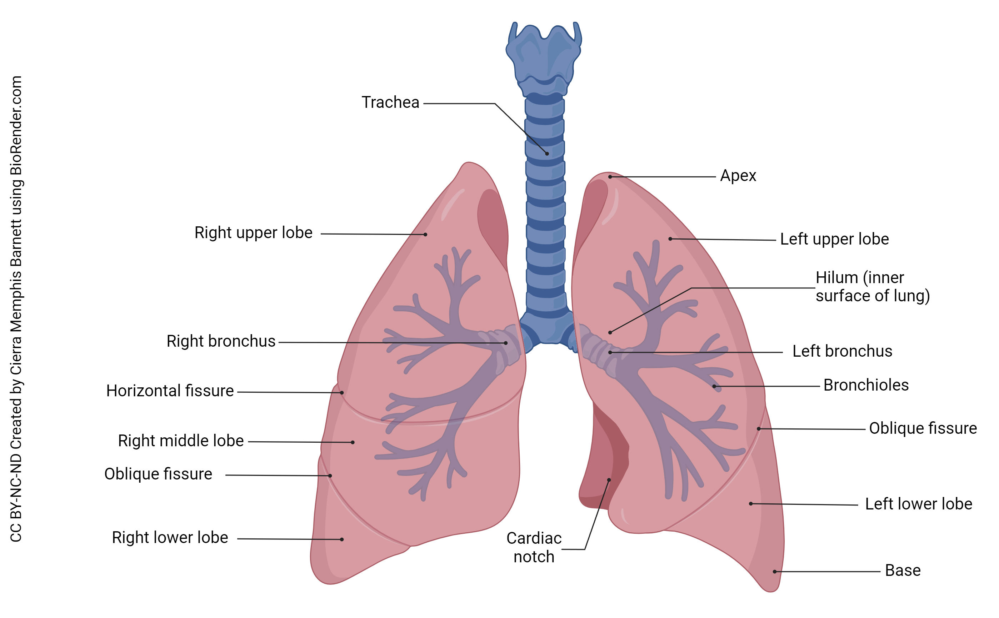 CC BY-NC-ND Created by Cierra Memphis Barnett using BioRender.com
Trachea
Apex
Right upper lobe
Left upper lobe
Hilum (inner
surface of lung)
Right bronchus
Left bronchus
Bronchioles
Horizontal fissure
Oblique fissure
Right middle lobe
Oblique fissure
Left lower lobe
Right lower lobe
Cardiac
notch
Base